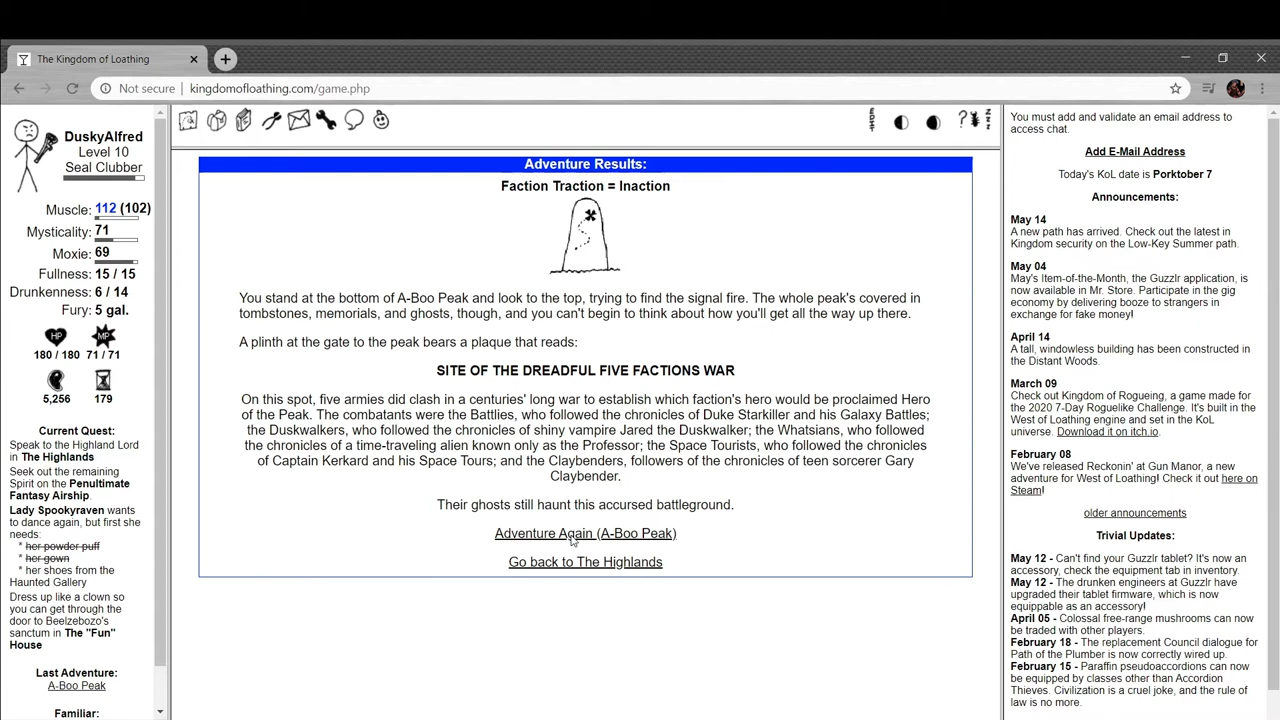 The Kingdom of Loathing
Not secure
kingdomofloathing.com/game.php
DuskyAlfred
Level 10
Seal Clubber
Muscle: 112 (102)
Mysticality: 71
Moxie: 69
Fullness: 15 / 15
Drunkenness: 6 / 14
Fury: 5 gal.
HP MP
180 / 180 71 / 71
5,256 179
Current Quest:
Speak to the Highland Lord
in The Highlands
Seek out the remaining
Spirit on the Penultimate
Fantasy Airship.
Lady Spookyraven wants
to dance again, but first she
needs:
* her powder puff
* her gown
* her shoes from the
Haunted Gallery
Dress up like a clown so
you can get through the
door to Beelzebozo's
sanctum in The "Fun"
House
Last Adventure:
A-Boo Peak
Familiar:
EDIT
Adventure Results:
Faction Traction = Inaction
You stand at the bottom of A-Boo Peak and look to the top, trying to find the signal fire. The whole peak's covered in
tombstones, memorials, and ghosts, though, and you can't begin to think about how you'll get all the way up there.
A plinth at the gate to the peak bears a plaque that reads:
SITE OF THE DREADFUL FIVE FACTIONS WAR
On this spot, five armies did clash in a centuries' long war to establish which faction's hero would be proclaimed Hero
of the Peak. The combatants were the Battlies, who followed the chronicles of Duke Starkiller and his Galaxy Battles;
the Duskwalkers, who followed the chronicles of shiny vampire Jared the Duskwalker; the Whatsians, who followed
the chronicles of a time-traveling alien known only as the Professor; the Space Tourists, who followed the chronicles
of Captain Kerkard and his Space Tours; and the Claybenders, followers of the chronicles of teen sorcerer Gary
Claybender.
Their ghosts still haunt this accursed battleground.
Adventure Again (A-Boo Peak)
Go back to The Highlands
You must add and validate an email address to
access chat.
Add E-Mail Address
Today's KoL date is Porktober 7
Announcements:
May 14
A new path has arrived. Check out the latest in
Kingdom security on the Low-Key Summer path.
May 04
May's Item-of-the-Month, the Guzzlr application, is
now available in Mr. Store. Participate in the gig
economy by delivering booze to strangers in
exchange for fake money!
April 14
A tall, windowless building has been constructed in
the Distant Woods.
March 09
Check out Kingdom of Rogueing, a game made for
the 2020 7-Day Roguelike Challenge. It's built in the
West of Loathing engine and set in the KoL
universe. Download it on itch.io.
February 08
We've released Reckonin' at Gun Manor, a new
adventure for West of Loathing! Check it out here on
Steam!
older announcements
Trivial Updates:
May 12 - Can't find your Guzzlr tablet? It's now an
accessory, check the equipment tab in inventory.
May 12 - The drunken engineers at Guzzlr have
upgraded their tablet firmware, which is now
equippable as an accessory!
April 05 - Colossal free-range mushrooms can now
be traded with other players.
February 18 - The replacement Council dialogue for
Path of the Plumber is now correctly wired up.
February 15 - Paraffin pseudoaccordions can now
be equipped by classes other than Accordion
Thieves. Civilization is a cruel joke, and the rule of
law is no more.